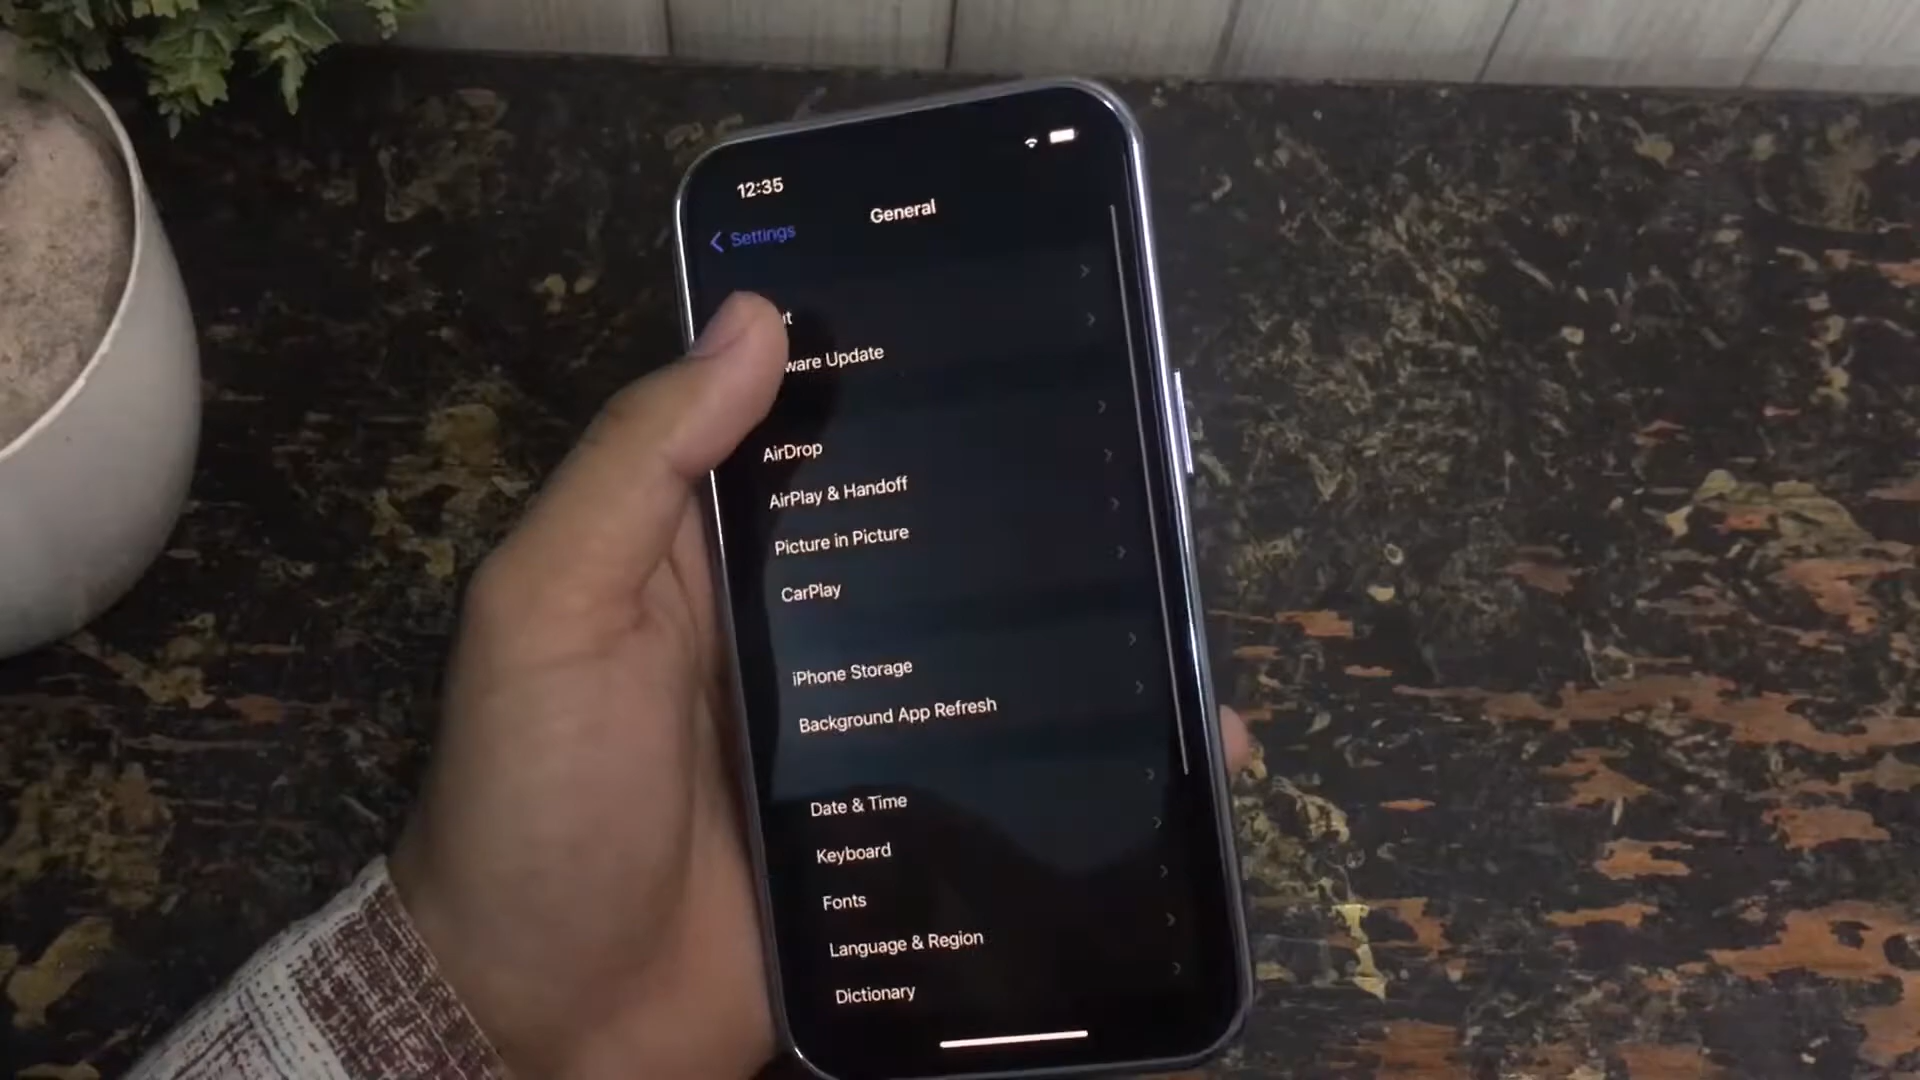 12:35
General
Settings
ware Update
AirDrop
AirPlay & Handoff
Picture in Picture
CarPlay
iPhone Storage
Background App Refresh
Date & Time
Keyboard
Fonts
Language & Region
Dictionary